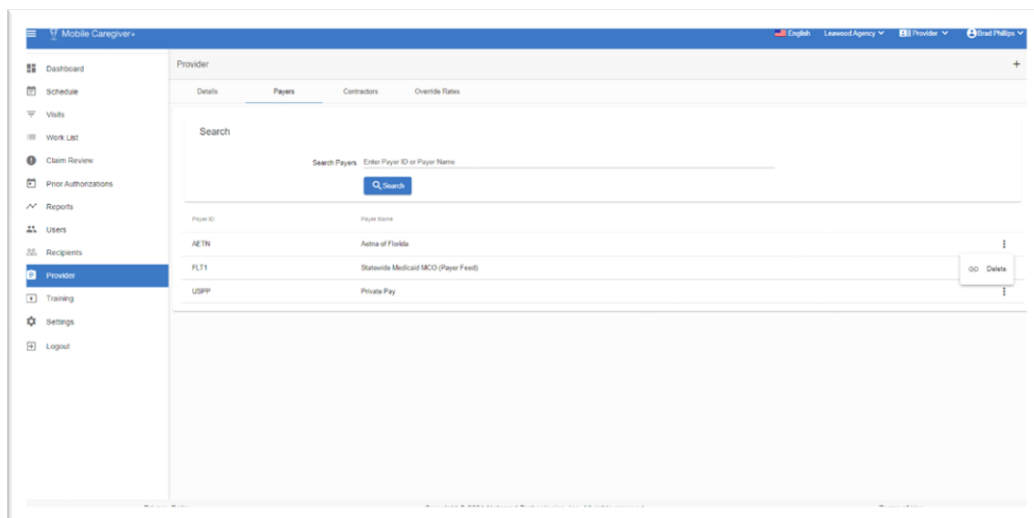 Mobile Caregiver+
English Leawood Agency Provider Brad Phillips
Dashboard
Schedule
Visits
Work List
Claim Review
Prior Authorizations
Reports
Users
Recipients
Provider
Training
Settings
Logout
Provider
Details Payers Contractors Override Rates
Search
Search Payers Enter Payer ID or Payer Name
Search
Payer ID Payer Name
AETN Aetna of Florida
FLT1 Statewide Medicaid MCO (Payer Feed)
USPP Private Pay
Delete